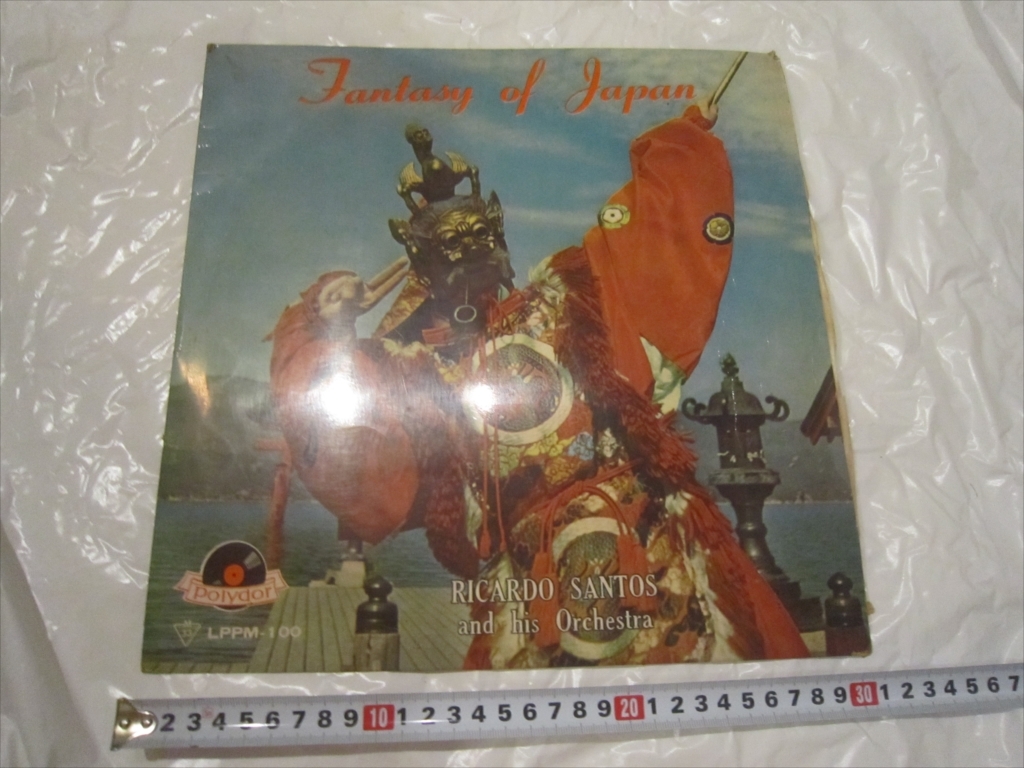 Fantasy of Japan
RICARDO SANTOS
and his Orchestra
Polydor
33
LPPM-100
2 3 4 5 6 7 8 9 10 1 2 3 4 5 6 7 8 9 20 1 2 3 4 5 6 7 8 9 30 1 2 3 4 5 6 7